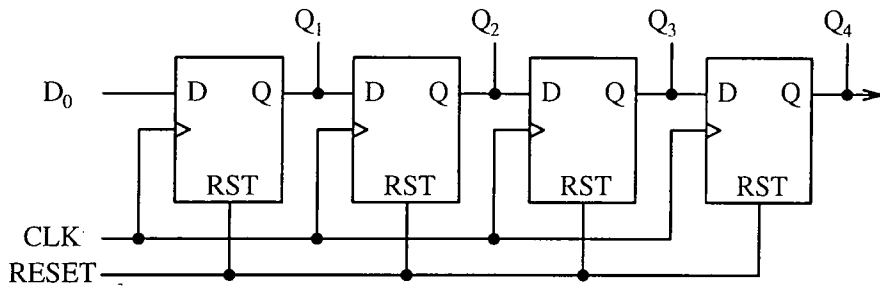 Q1 Q2 Q3 Q4
D0 D Q D Q D Q D Q
RST RST RST RST
CLK
RESET